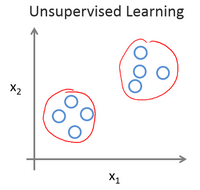 Unsupervised Learning
x₂
x₁